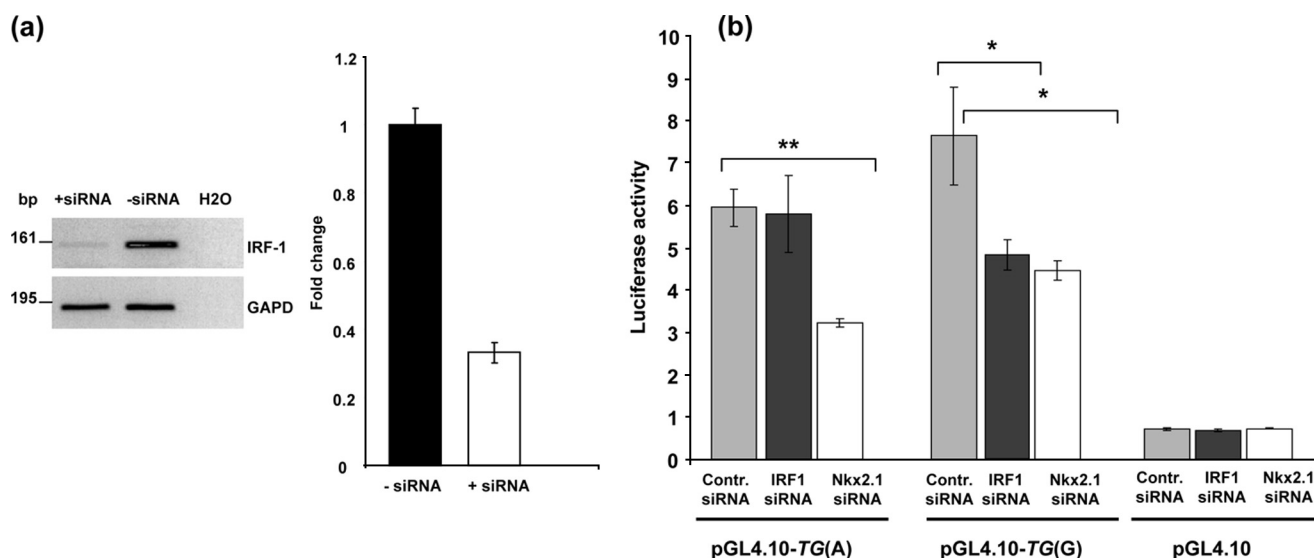 (a)
bp +siRNA -siRNA H2O
161 IRF-1
195 GAPD
Fold change
1.2
1
0.8
0.6
0.4
0.2
0
- siRNA + siRNA
(b)
Luciferase activity
10
9
8
7
6
5
4
3
2
1
0
**
*
*
Contr. siRNA
IRF1 siRNA
Nkx2.1 siRNA
Contr. siRNA
IRF1 siRNA
Nkx2.1 siRNA
Contr. siRNA
IRF1 siRNA
Nkx2.1 siRNA
pGL4.10-TG(A) pGL4.10-TG(G) pGL4.10